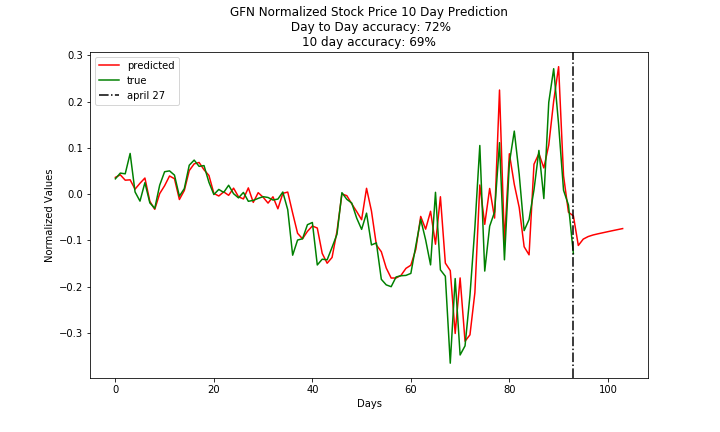 GFN Normalized Stock Price 10 Day Prediction
Day to Day accuracy: 72%
10 day accuracy: 69%
predicted
true
april 27
Normalized Values
0.3
0.2
0.1
0.0
−0.1
−0.2
−0.3
0
20
40
60
80
100
Days